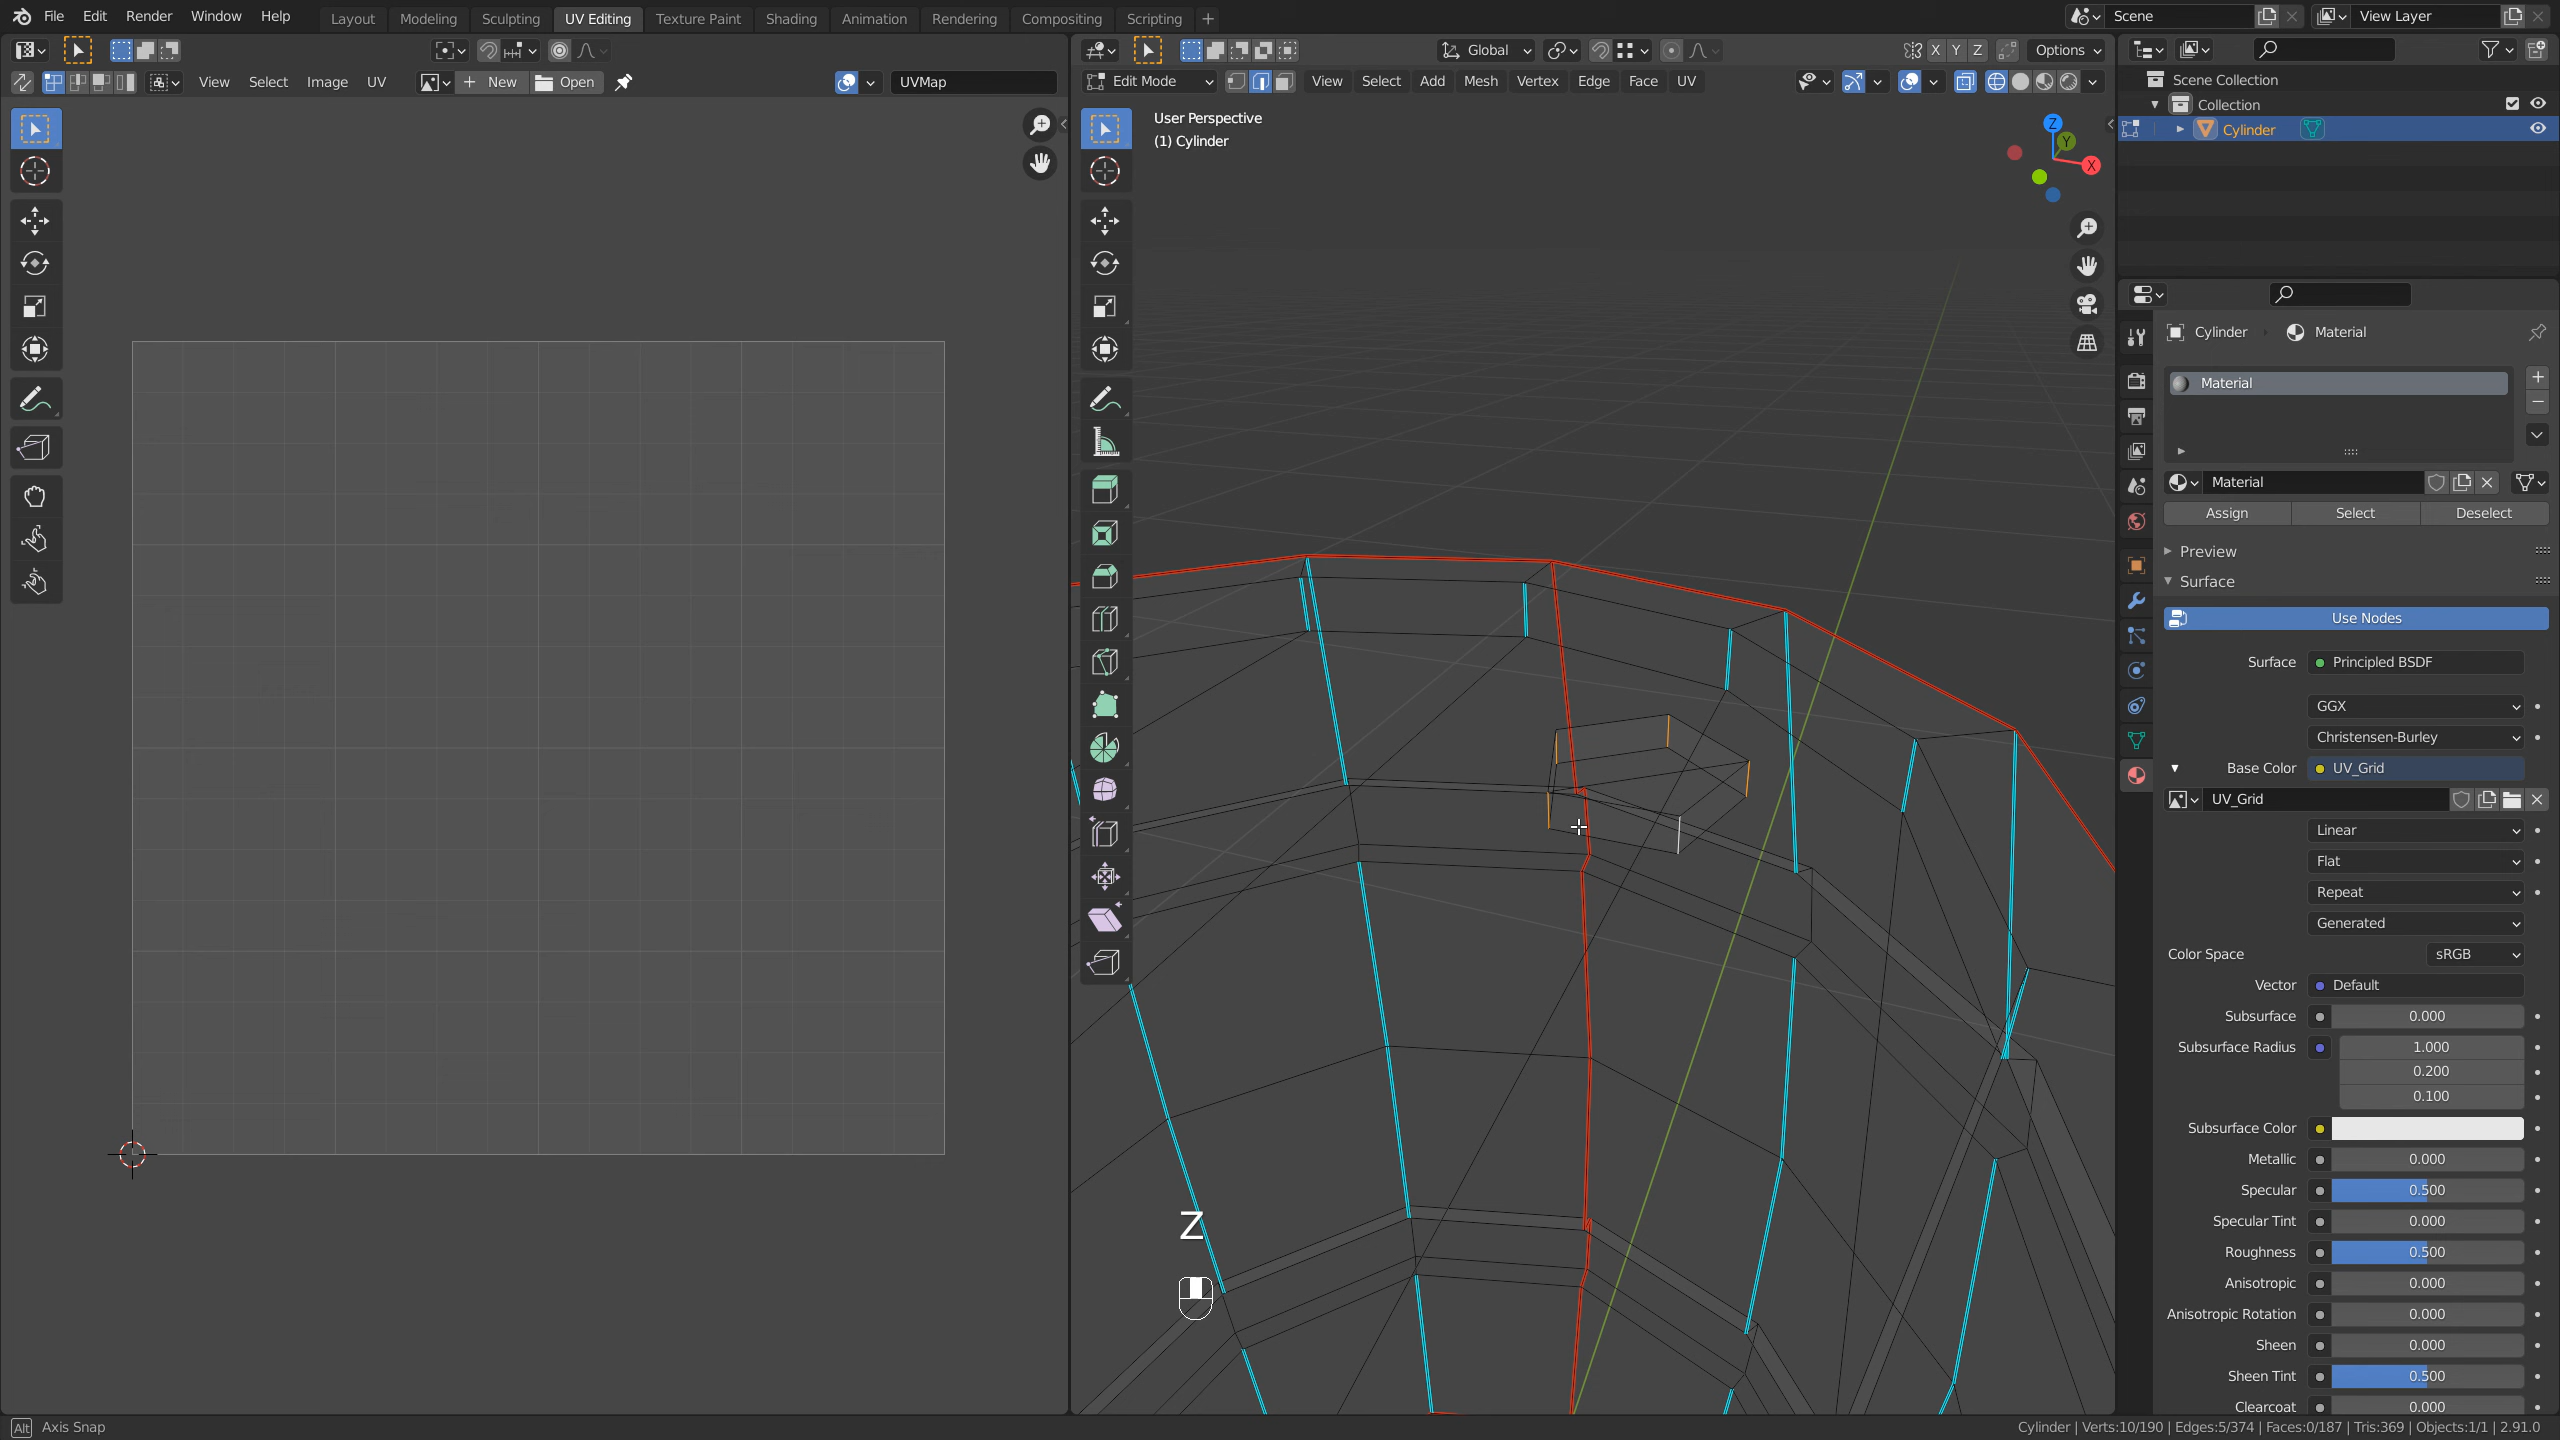 File Edit Render Window Help Layout Modeling Sculpting UV Editing Texture Paint Shading Animation Rendering Compositing Scripting + Scene View Layer
Global X Y Z Options
View Select Image UV New Open UVMap
Edit Mode View Select Add Mesh Vertex Edge Face UV
User Perspective
(1) Cylinder
Z
Y
X
Scene Collection
Collection
Cylinder
Cylinder Material
Material
Material
Assign Select Deselect
Preview
Surface
Use Nodes
Surface Principled BSDF
GGX
Christensen-Burley
Base Color UV_Grid
UV_Grid
Linear
Flat
Repeat
Generated
Color Space sRGB
Vector Default
Subsurface 0.000
Subsurface Radius 1.000
0.200
0.100
Subsurface Color
Metallic 0.000
Specular 0.500
Specular Tint 0.000
Roughness 0.500
Anisotropic 0.000
Anisotropic Rotation 0.000
Sheen 0.000
Sheen Tint 0.500
Clearcoat 0.000
Z
Alt Axis Snap
Cylinder | Verts:10/190 | Edges:5/374 | Faces:0/187 | Tris:369 | Objects:1/1 | 2.91.0